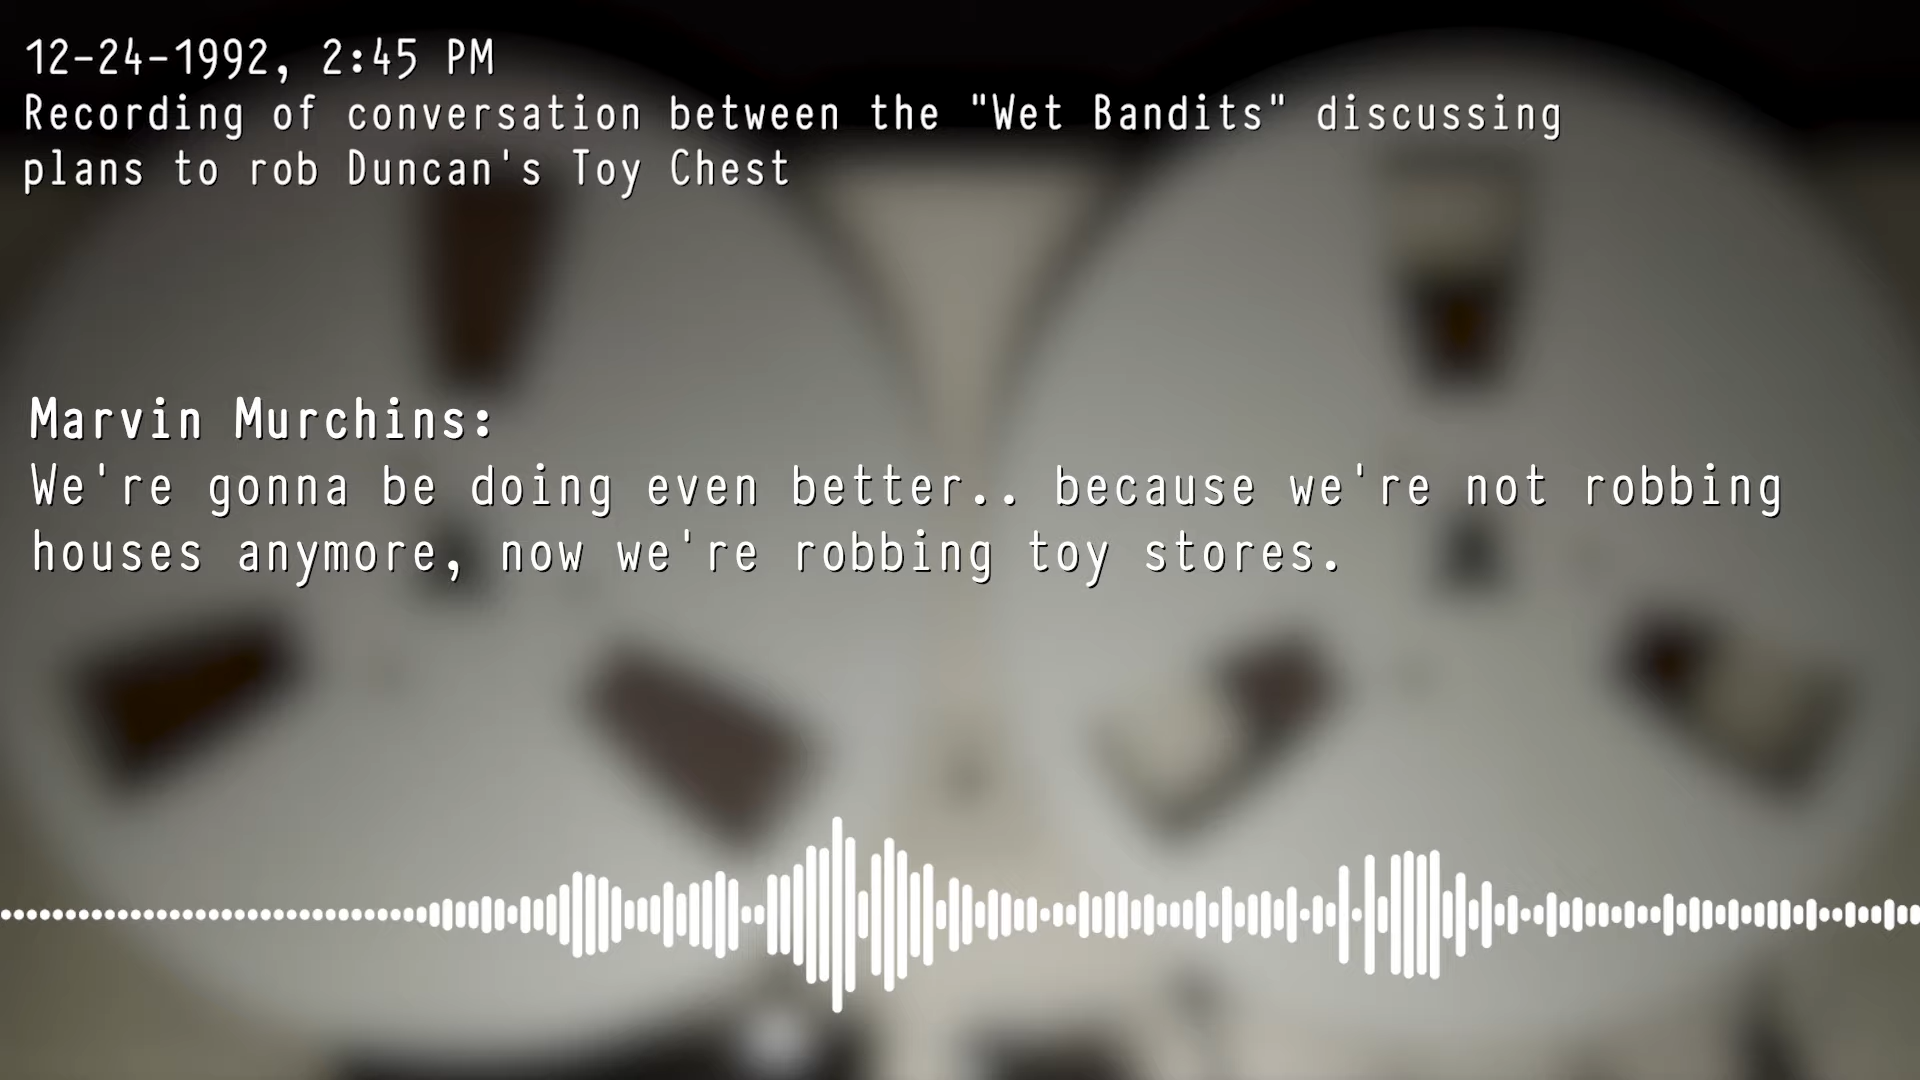 12-24-1992, 2:45 PM
Recording of conversation between the "Wet Bandits" discussing
plans to rob Duncan's Toy Chest
Marvin Murchins:
We're gonna be doing even better.. because we're not robbing
houses anymore, now we're robbing toy stores.